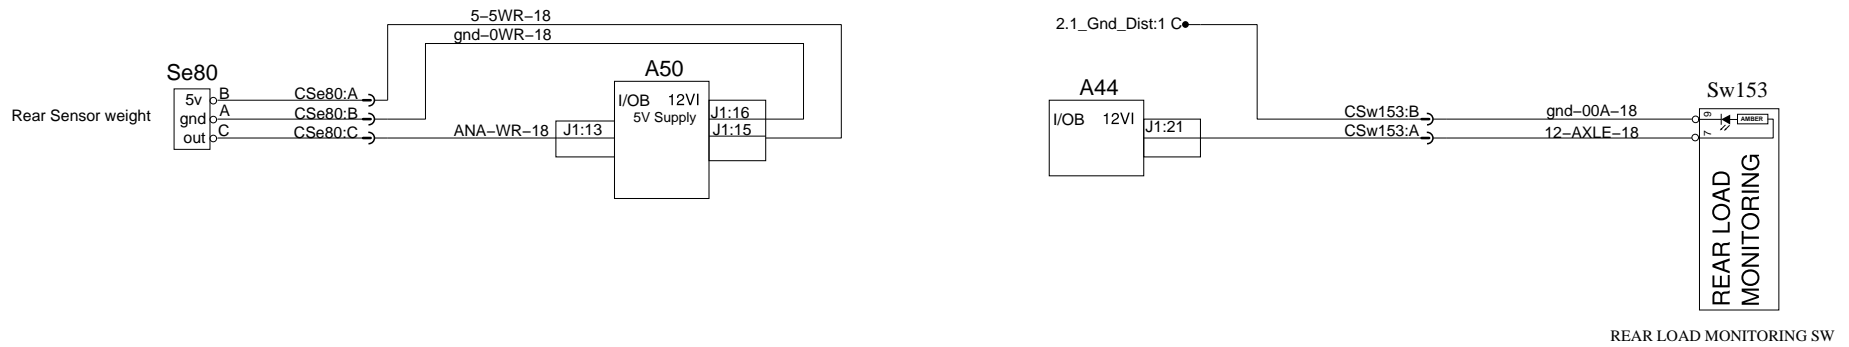 5-5WR-18
gnd-0WR-18
Se80
A50
Rear Sensor weight
5v B
gnd A
out C
CSe80:A
CSe80:B
CSe80:C
ANA-WR-18
J1:13
I/OB 12VI
5V Supply
J1:16
J1:15
2.1_Gnd_Dist:1 C
A44
I/OB 12VI
J1:21
CSw153:B
CSw153:A
gnd-00A-18
12-AXLE-18
Sw153
9
7
AMBER
REAR LOAD
MONITORING
REAR LOAD MONITORING SW